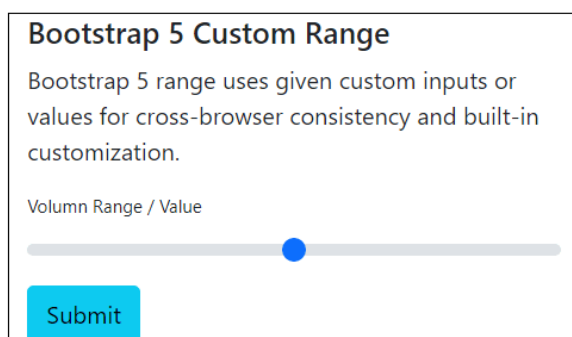 Bootstrap 5 Custom Range
Bootstrap 5 range uses given custom inputs or
values for cross-browser consistency and built-in
customization.
Volumn Range / Value
Submit